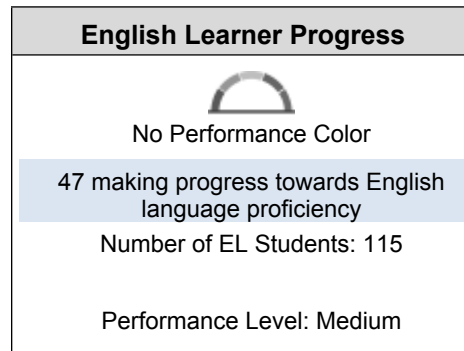 English Learner Progress
No Performance Color
47 making progress towards English
language proficiency
Number of EL Students: 115
Performance Level: Medium